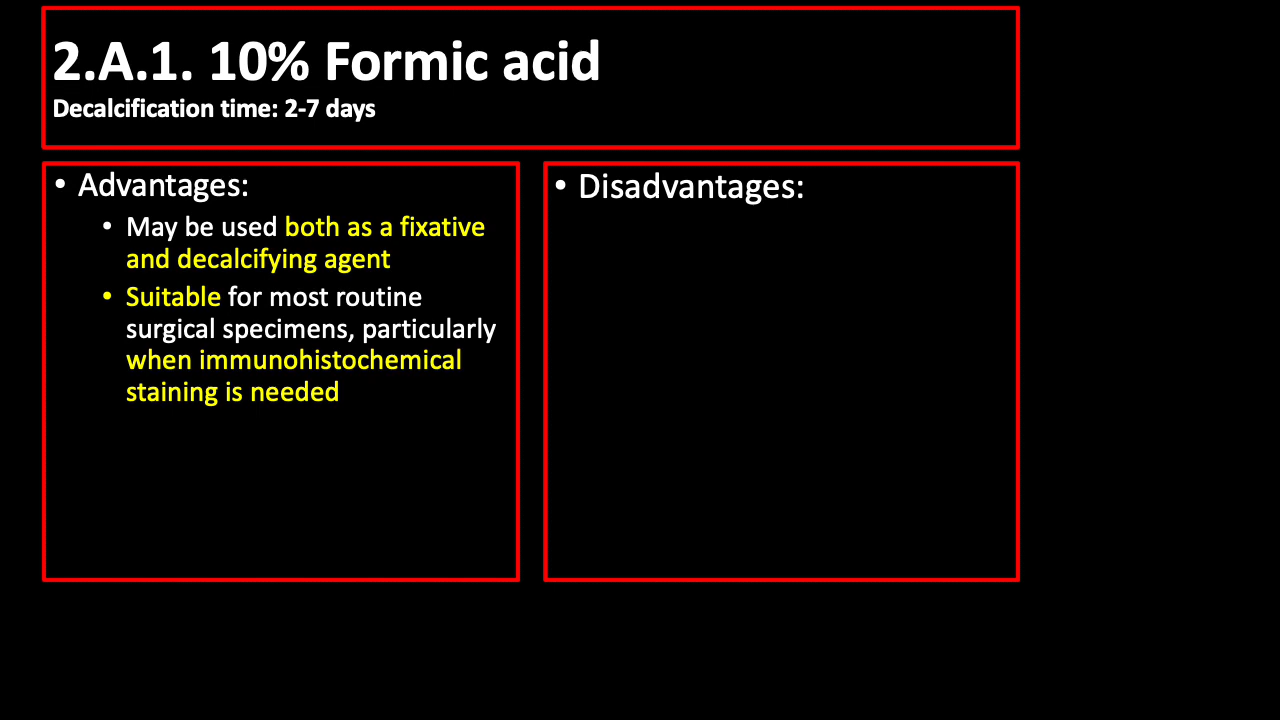 2.A.1. 10% Formic acid
Decalcification time: 2-7 days
• Advantages:
• May be used both as a fixative
and decalcifying agent
• Suitable for most routine
surgical specimens, particularly
when immunohistochemical
staining is needed
• Disadvantages: